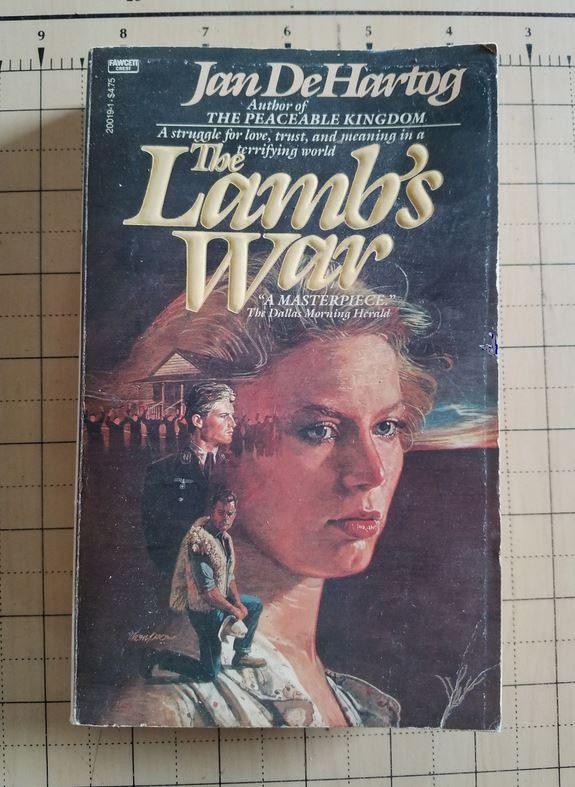 9 8 7 6 5 4 3
FAWCETT
CREST
20019-1·$4.75
Jan DeHartog
Author of
THE PEACEABLE KINGDOM
A struggle for love, trust, and meaning in a
terrifying world
The
Lamb's
War
"A MASTERPIECE."
The Dallas Morning Herald